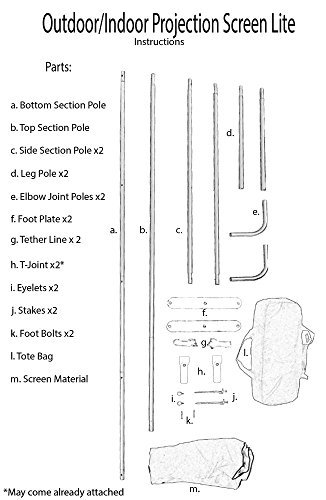 Outdoor/Indoor Projection Screen Lite
Instructions
Parts:
a. Bottom Section Pole
b. Top Section Pole
c. Side Section Pole x2
d. Leg Pole x2
e. Elbow Joint Poles x2
f. Foot Plate x2
g. Tether Line x 2
h. T-Joint x2*
i. Eyelets x2
j. Stakes x2
k. Foot Bolts x2
l. Tote Bag
m. Screen Material
a.
b.
c.
d.
e.
f.
g.
h.
i.
j.
k.
l.
m.
*May come already attached